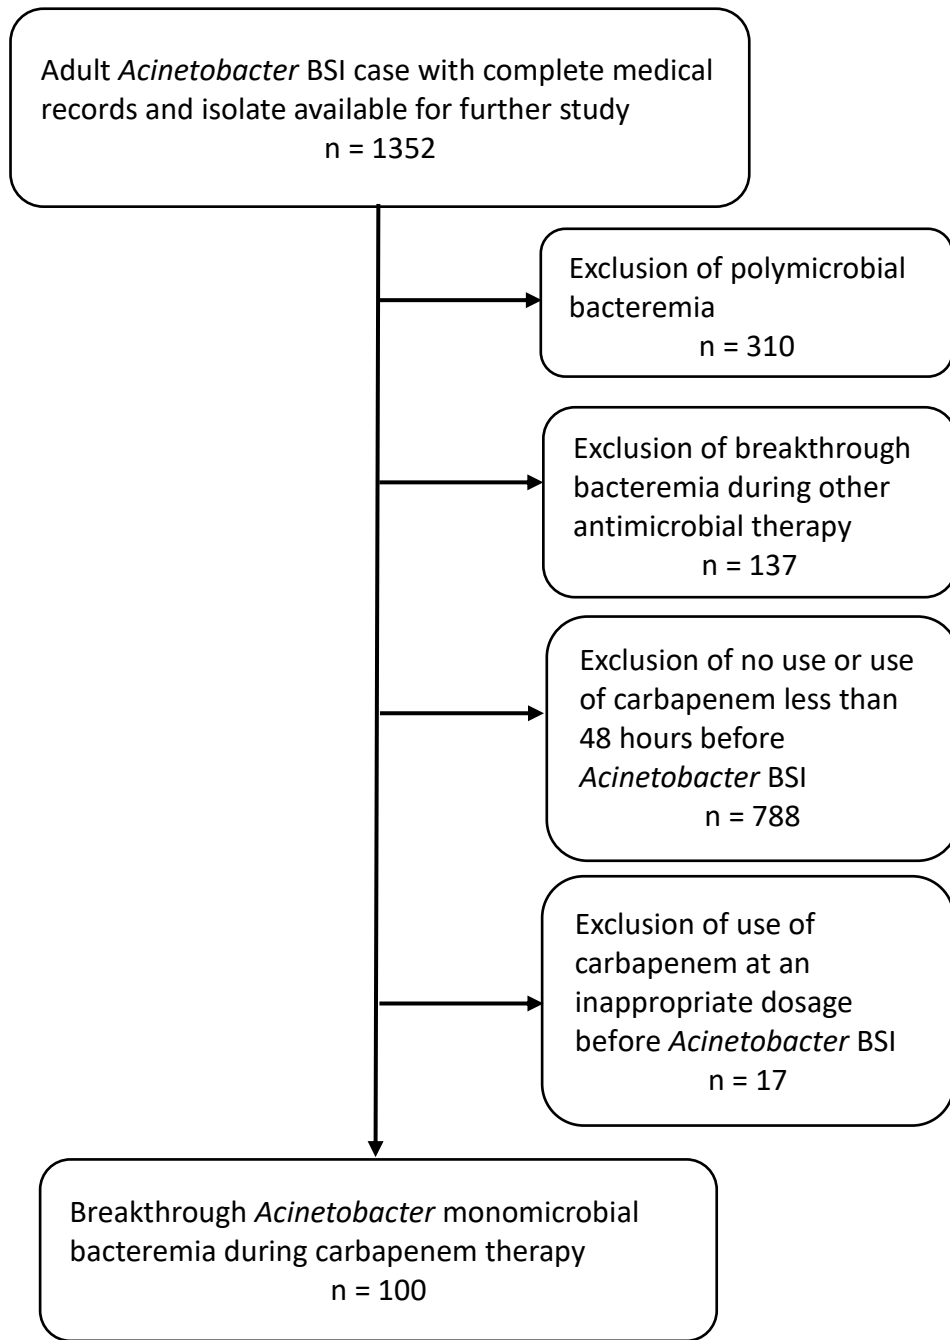 Adult Acinetobacter BSI case with complete medical
records and isolate available for further study
n = 1352
Exclusion of polymicrobial
bacteremia
n = 310
Exclusion of breakthrough
bacteremia during other
antimicrobial therapy
n = 137
Exclusion of no use or use
of carbapenem less than
48 hours before
Acinetobacter BSI
n = 788
Exclusion of use of
carbapenem at an
inappropriate dosage
before Acinetobacter BSI
n = 17
Breakthrough Acinetobacter monomicrobial
bacteremia during carbapenem therapy
n = 100